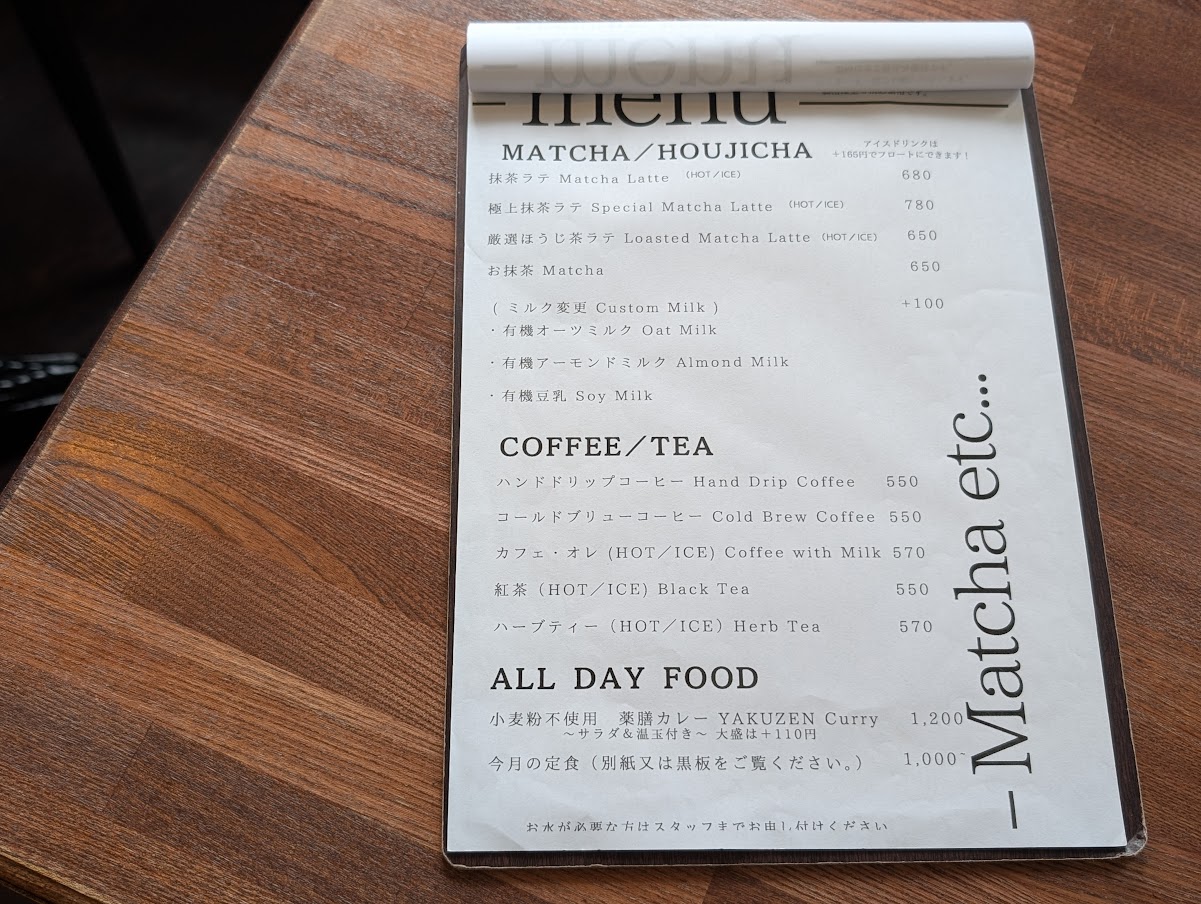 menu
MATCHA/HOUJICHA
アイスドリンクは
+165円でフロートにできます!
抹茶ラテ Matcha Latte (HOT/ICE) 680
極上抹茶ラテ Special Matcha Latte (HOT/ICE) 780
厳選ほうじ茶ラテ Loasted Matcha Latte (HOT/ICE) 650
お抹茶 Matcha 650
( ミルク変更 Custom Milk ) +100
・有機オーツミルク Oat Milk
・有機アーモンドミルク Almond Milk
・有機豆乳 Soy Milk
COFFEE/TEA
ハンドドリップコーヒー Hand Drip Coffee 550
コールドブリューコーヒー Cold Brew Coffee 550
カフェ・オレ (HOT/ICE) Coffee with Milk 570
紅茶 (HOT/ICE) Black Tea 550
ハーブティー (HOT/ICE) Herb Tea 570
ALL DAY FOOD
小麦粉不使用 薬膳カレー YAKUZEN Curry 1,200
~サラダ&温玉付き~ 大盛は+110円
今月の定食 (別紙又は黒板をご覧ください。) 1,000~
お水が必要な方はスタッフまでお申し付けください
— Matcha etc...